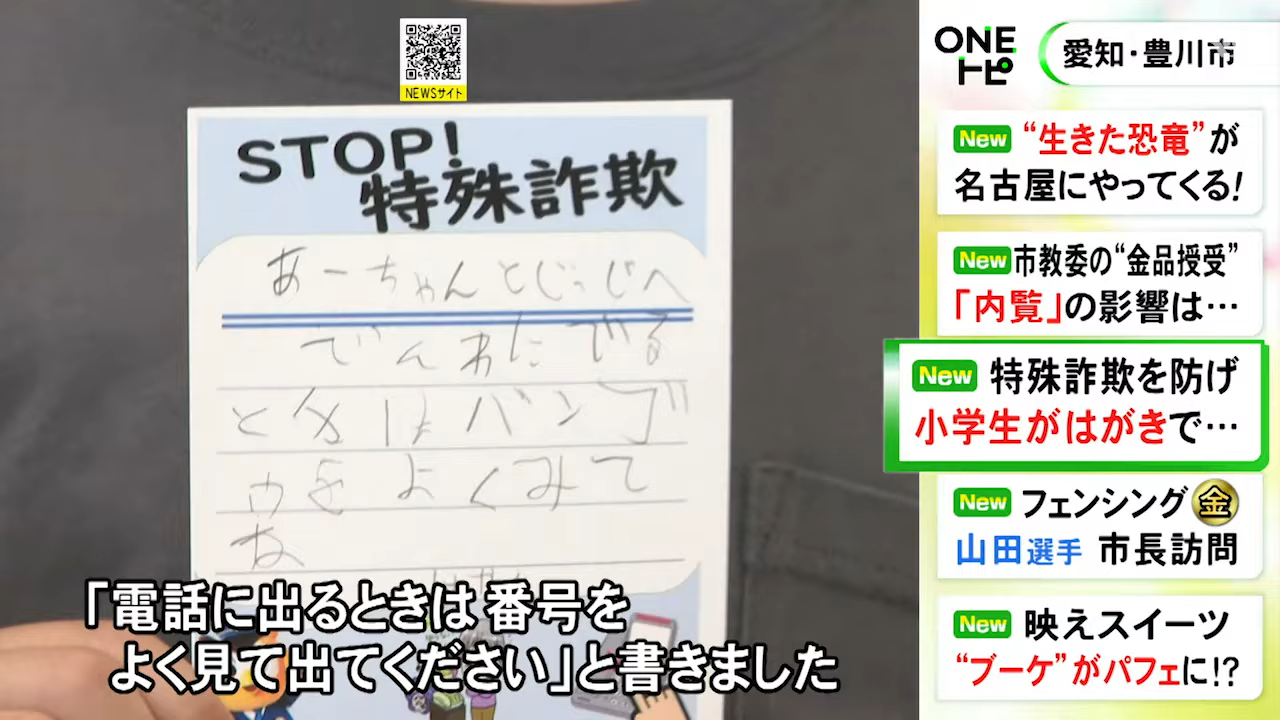 NEWSサイト
STOP!
特殊詐欺
あーちゃんとじぃじへ
でんわにでる
ときはバンゴ
ウをよくみて
ね
「電話に出るときは 番号を
よく見て出てください」と書きました
ONE
トピ
愛知・豊川市
New “生きた恐竜”が
名古屋にやってくる!
New 市教委の“金品授受”
「内覧」の影響は…
New 特殊詐欺を防げ
小学生がはがきで…
New フェンシング金
山田選手 市長訪問
New 映えスイーツ
“ブーケ”がパフェに!?